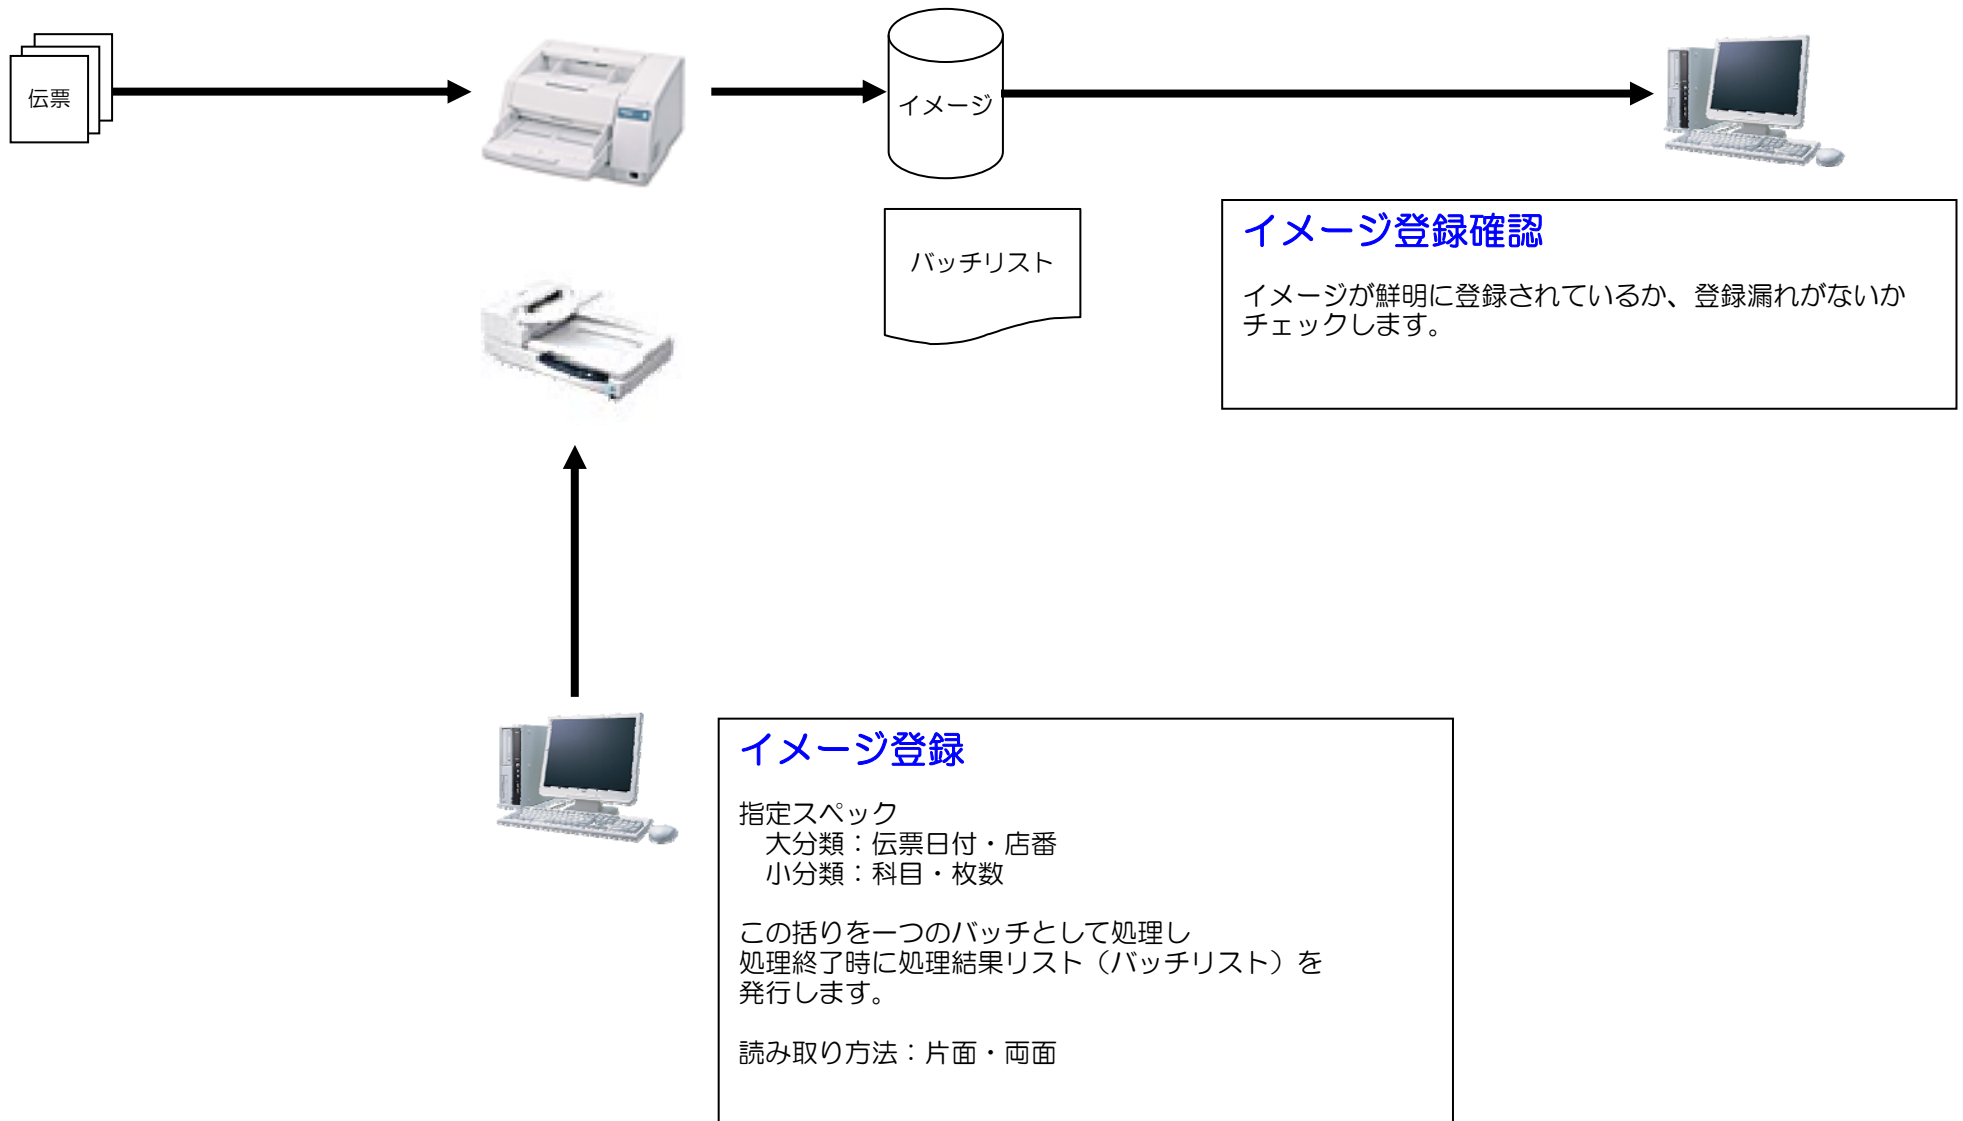 伝票
イメージ
バッチリスト
イメージ登録確認
イメージが鮮明に登録されているか、登録漏れがないか
チェックします。
イメージ登録
指定スペック
大分類：伝票日付・店番
小分類：科目・枚数
この括りを一つのバッチとして処理し
処理終了時に処理結果リスト（バッチリスト）を
発行します。
読み取り方法：片面・両面